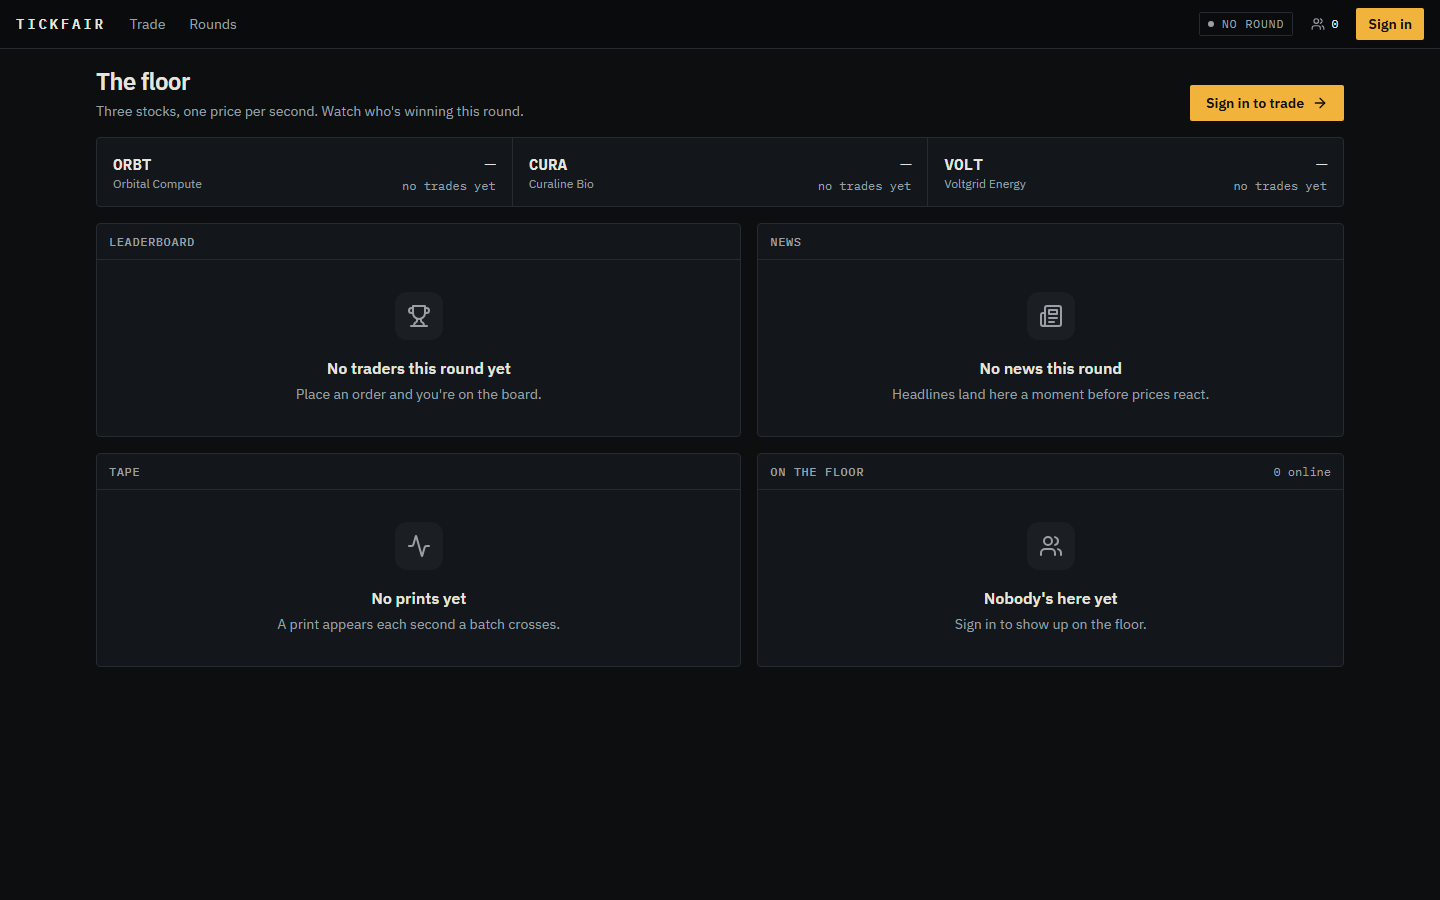 TICKFAIR Trade Rounds NO ROUND 0 Sign in
The floor
Three stocks, one price per second. Watch who's winning this round.
Sign in to trade
ORBT —
Orbital Compute no trades yet
CURA —
Curaline Bio no trades yet
VOLT —
Voltgrid Energy no trades yet
LEADERBOARD
No traders this round yet
Place an order and you're on the board.
NEWS
No news this round
Headlines land here a moment before prices react.
TAPE
No prints yet
A print appears each second a batch crosses.
ON THE FLOOR 0 online
Nobody's here yet
Sign in to show up on the floor.